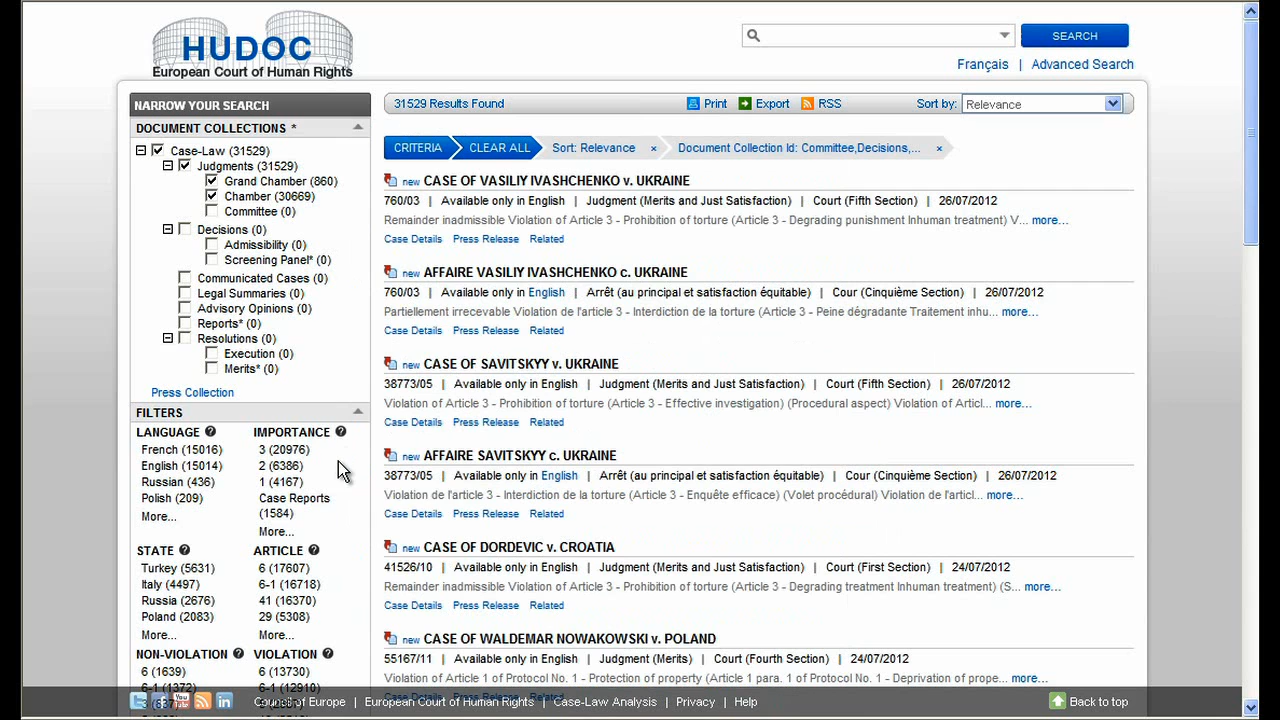 HUDOC
European Court of Human Rights
SEARCH
Français | Advanced Search
NARROW YOUR SEARCH
DOCUMENT COLLECTIONS *
Case-Law (31529)
Judgments (31529)
Grand Chamber (860)
Chamber (30669)
Committee (0)
Decisions (0)
Admissibility (0)
Screening Panel* (0)
Communicated Cases (0)
Legal Summaries (0)
Advisory Opinions (0)
Reports* (0)
Resolutions (0)
Execution (0)
Merits* (0)
Press Collection
FILTERS
LANGUAGE
French (15016)
English (15014)
Russian (436)
Polish (209)
More...
IMPORTANCE
3 (20976)
2 (6386)
1 (4167)
Case Reports
(1584)
More...
STATE
Turkey (5631)
Italy (4497)
Russia (2676)
Poland (2083)
More...
ARTICLE
6 (17607)
6-1 (16718)
41 (16370)
29 (5308)
More...
NON-VIOLATION
6 (1639)
6-1 (1372)
VIOLATION
6 (13730)
6-1 (12910)
31529 Results Found
Print Export RSS
Sort by: Relevance
CRITERIA CLEAR ALL Sort: Relevance × Document Collection Id: Committee,Decisions,... ×
new CASE OF VASILIY IVASHCHENKO v. UKRAINE
760/03 | Available only in English | Judgment (Merits and Just Satisfaction) | Court (Fifth Section) | 26/07/2012
Remainder inadmissible Violation of Article 3 - Prohibition of torture (Article 3 - Degrading punishment Inhuman treatment) V... more...
Case Details Press Release Related
new AFFAIRE VASILIY IVASHCHENKO c. UKRAINE
760/03 | Available only in English | Arrêt (au principal et satisfaction équitable) | Cour (Cinquième Section) | 26/07/2012
Partiellement irrecevable Violation de l'article 3 - Interdiction de la torture (Article 3 - Peine dégradante Traitement inhu... more...
Case Details Press Release Related
new CASE OF SAVITSKYY v. UKRAINE
38773/05 | Available only in English | Judgment (Merits and Just Satisfaction) | Court (Fifth Section) | 26/07/2012
Violation of Article 3 - Prohibition of torture (Article 3 - Effective investigation) (Procedural aspect) Violation of Articl... more...
Case Details Press Release Related
new AFFAIRE SAVITSKYY c. UKRAINE
38773/05 | Available only in English | Arrêt (au principal et satisfaction équitable) | Cour (Cinquième Section) | 26/07/2012
Violation de l'article 3 - Interdiction de la torture (Article 3 - Enquête efficace) (Volet procédural) Violation de l'articl... more...
Case Details Press Release Related
new CASE OF DORDEVIC v. CROATIA
41526/10 | Available only in English | Judgment (Merits and Just Satisfaction) | Court (First Section) | 24/07/2012
Remainder inadmissible Violation of Article 3 - Prohibition of torture (Article 3 - Degrading treatment Inhuman treatment) (S... more...
Case Details Press Release Related
new CASE OF WALDEMAR NOWAKOWSKI v. POLAND
55167/11 | Available only in English | Judgment (Merits) | Court (Fourth Section) | 24/07/2012
Violation of Article 1 of Protocol No. 1 - Protection of property (Article 1 para. 1 of Protocol No. 1 - Deprivation of prope... more...
Case Details Press Release Related
Council of Europe | European Court of Human Rights | Case-Law Analysis | Privacy | Help
Back to top